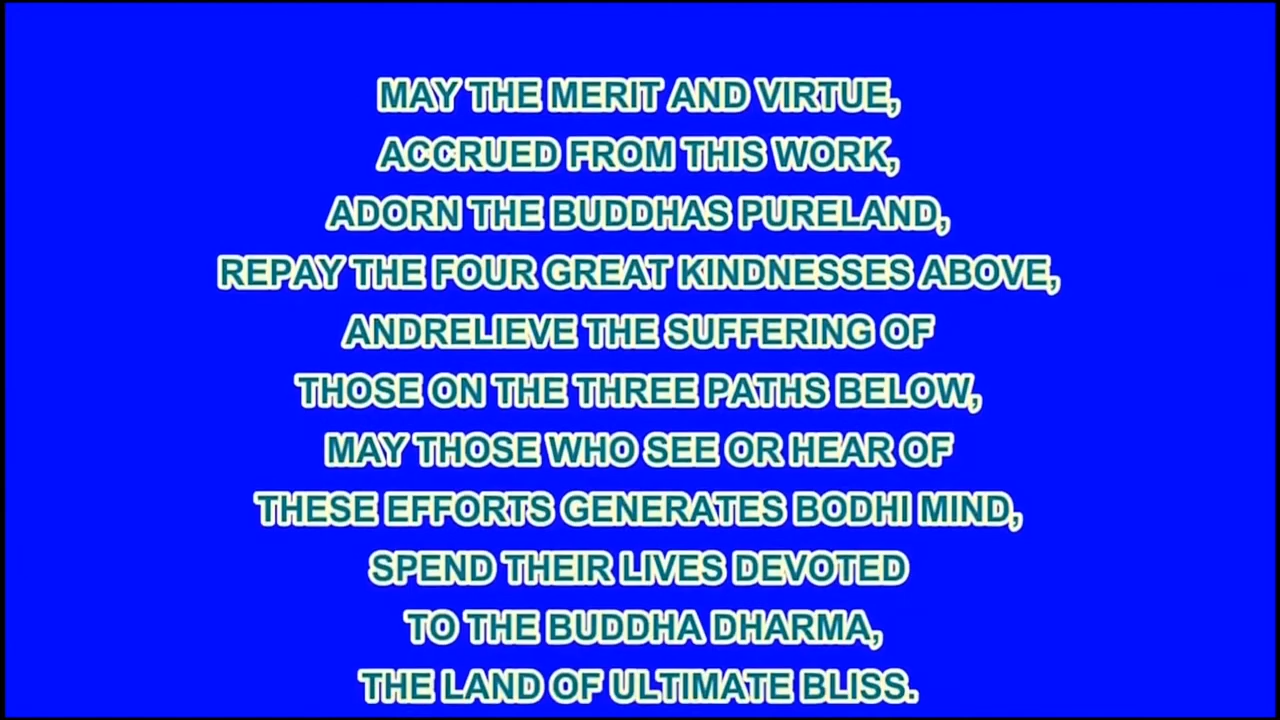 MAY THE MERIT AND VIRTUE,
ACCRUED FROM THIS WORK,
ADORN THE BUDDHAS PURELAND,
REPAY THE FOUR GREAT KINDNESSES ABOVE,
ANDRELIEVE THE SUFFERING OF
THOSE ON THE THREE PATHS BELOW,
MAY THOSE WHO SEE OR HEAR OF
THESE EFFORTS GENERATES BODHI MIND,
SPEND THEIR LIVES DEVOTED
TO THE BUDDHA DHARMA,
THE LAND OF ULTIMATE BLISS.